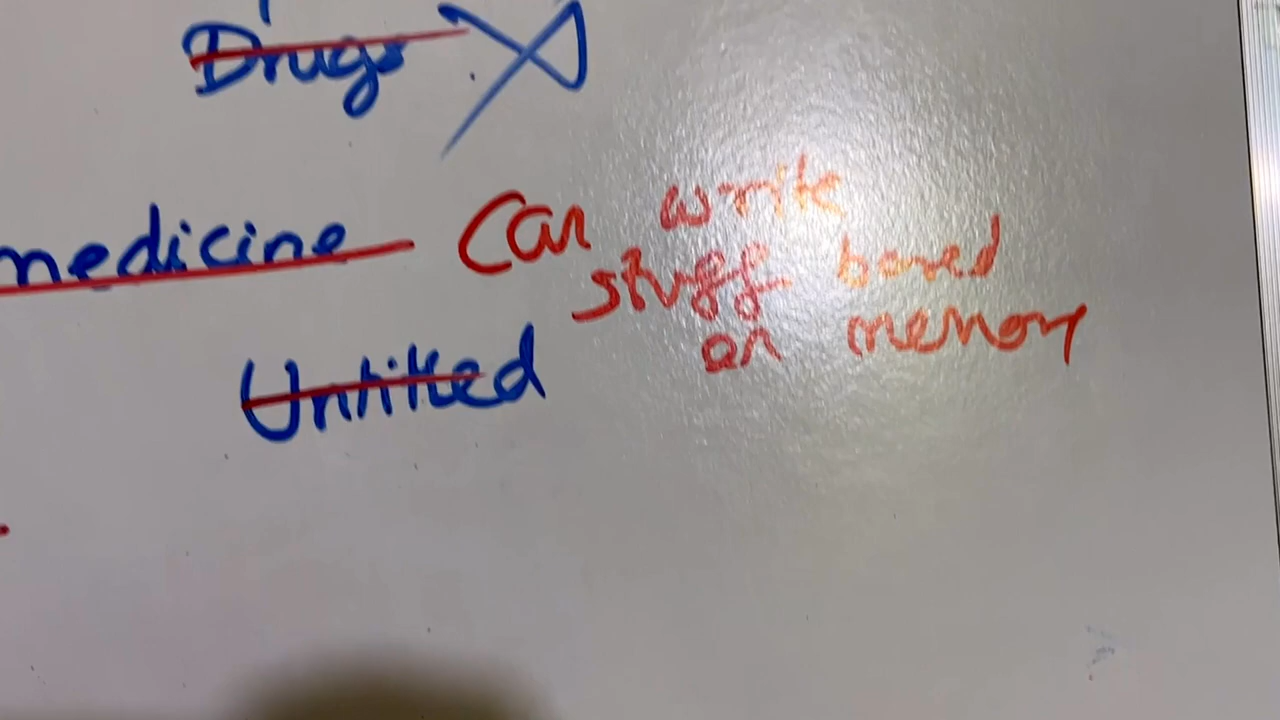 Drugs
medicine Can write
stuff based
on memory
Untitled